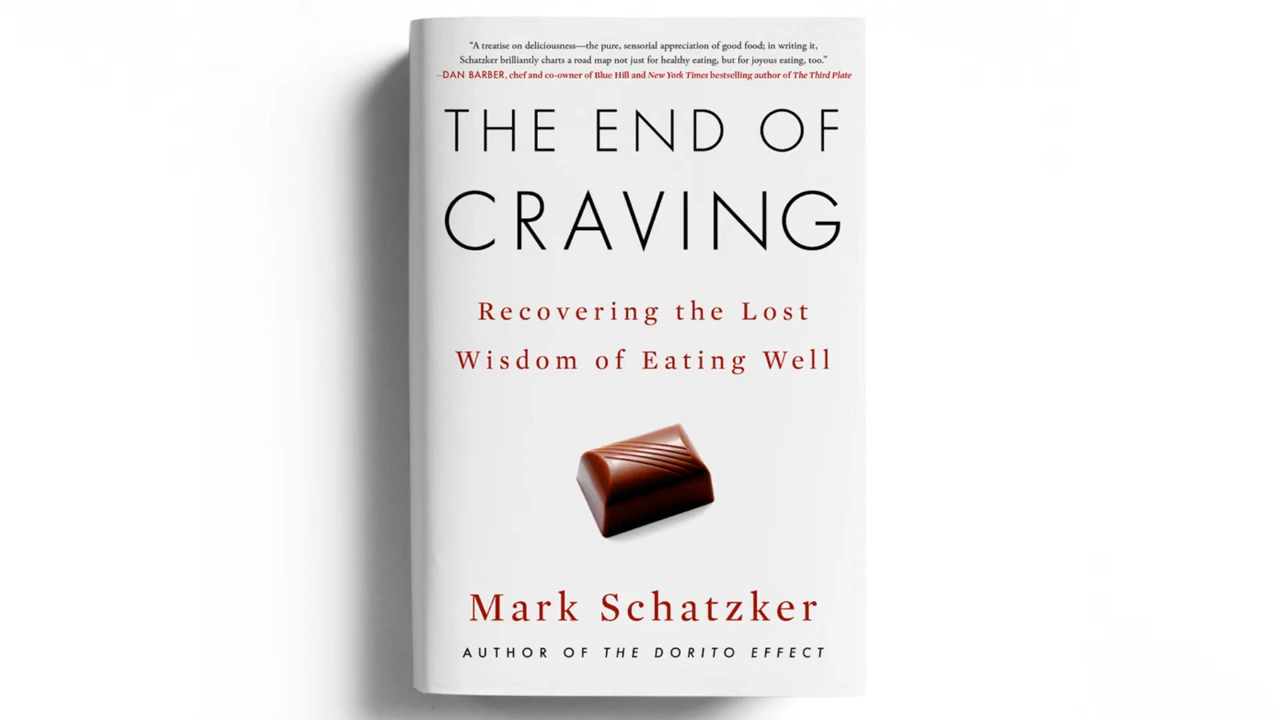 "A treatise on deliciousness—the pure, sensorial appreciation of good food; in writing it,
Schatzker brilliantly charts a road map not just for healthy eating, but for joyous eating, too."
—DAN BARBER, chef and co-owner of Blue Hill and New York Times bestselling author of The Third Plate
THE END OF
CRAVING
Recovering the Lost
Wisdom of Eating Well
Mark Schatzker
AUTHOR OF THE DORITO EFFECT